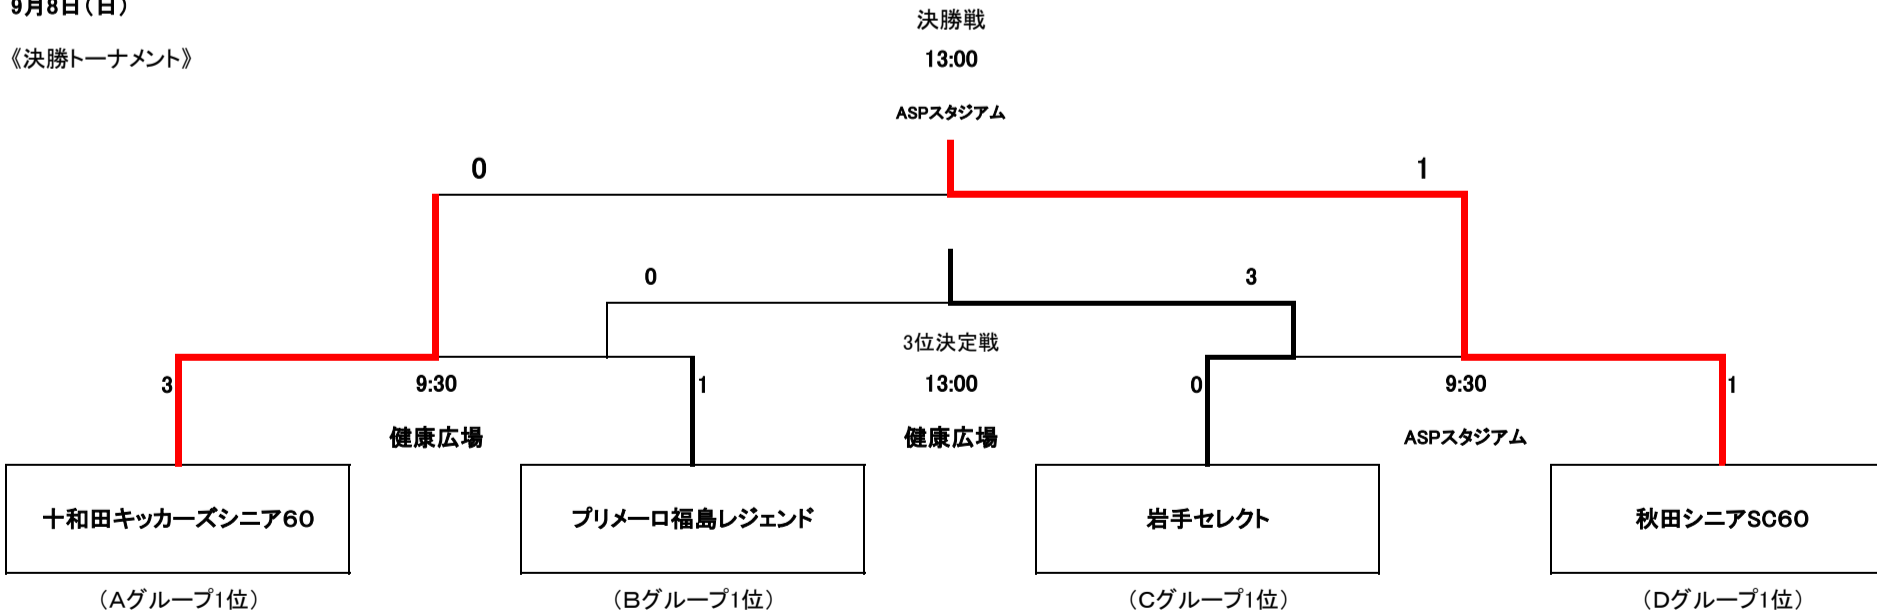 9月8日(日)
決勝戦
《決勝トーナメント》
13:00
ASPスタジアム
0
1
0
3
3位決定戦
3
9:30
1
13:00
0
9:30
1
健康広場
健康広場
ASPスタジアム
十和田キッカーズシニア60
プリメーロ福島レジェンド
岩手セレクト
秋田シニアSC60
(Aグループ1位)
(Bグループ1位)
(Cグループ1位)
(Dグループ1位)